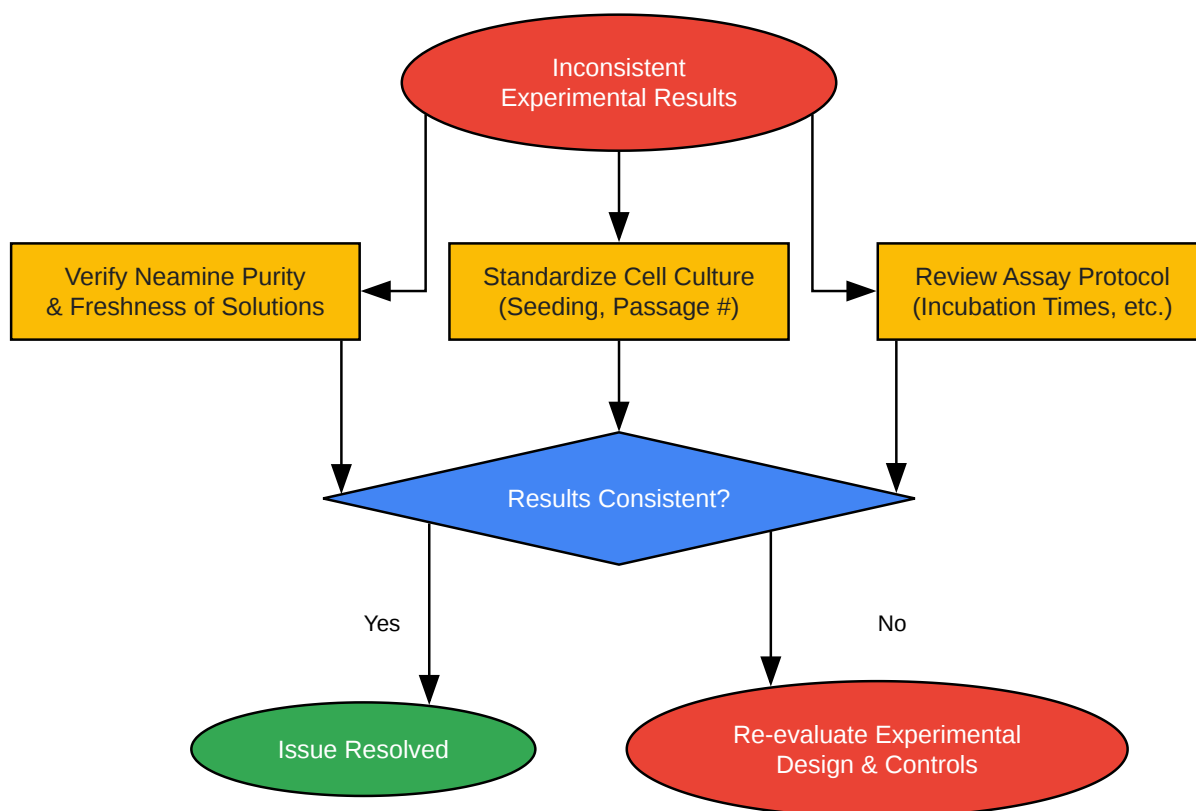 Inconsistent
Experimental Results
Verify Neamine Purity
& Freshness of Solutions
Standardize Cell Culture
(Seeding, Passage #)
Review Assay Protocol
(Incubation Times, etc.)
Results Consistent?
Yes
No
Issue Resolved
Re-evaluate Experimental
Design & Controls